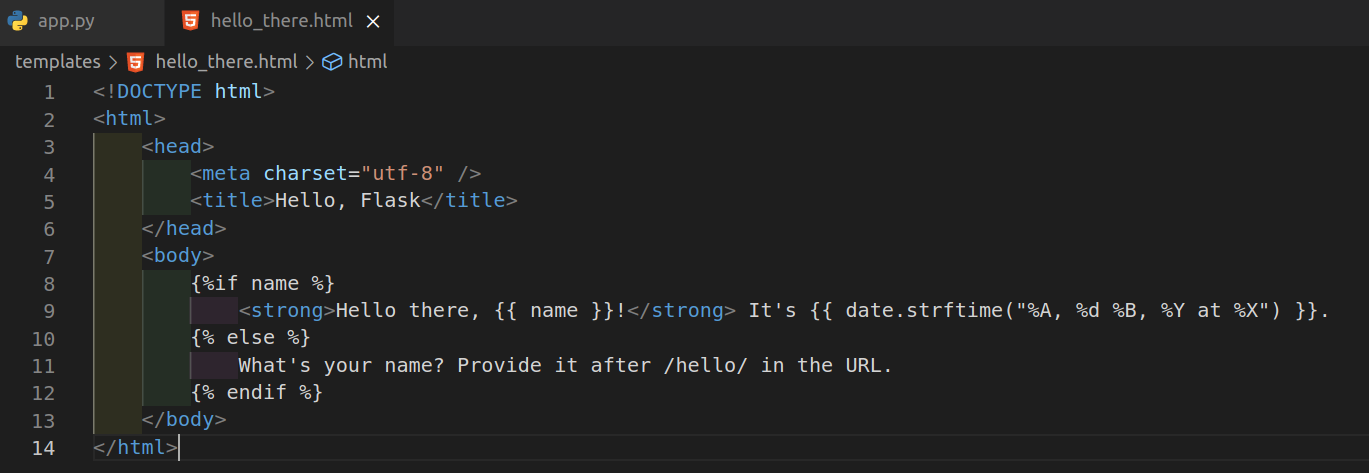 app.py hello_there.html ×
templates > hello_there.html > html
1 <!DOCTYPE html>
2 <html>
3 <head>
4 <meta charset="utf-8" />
5 <title>Hello, Flask</title>
6 </head>
7 <body>
8 {%if name %}
9 <strong>Hello there, {{ name }}!</strong> It's {{ date.strftime("%A, %d %B, %Y at %X") }}.
10 {% else %}
11 What's your name? Provide it after /hello/ in the URL.
12 {% endif %}
13 </body>
14 </html>